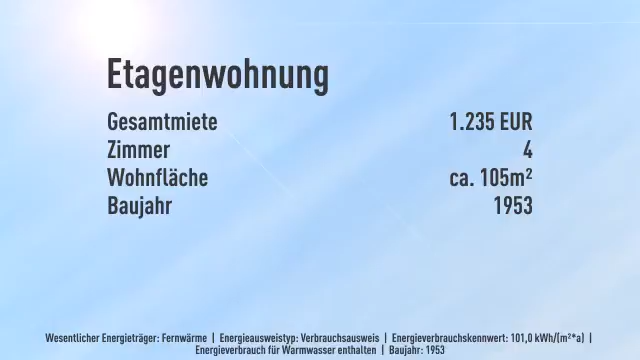 Etagenwohnung
Gesamtmiete 1.235 EUR
Zimmer 4
Wohnfläche ca. 105m²
Baujahr 1953
Wesentlicher Energieträger: Fernwärme | Energieausweistyp: Verbrauchsausweis | Energieverbrauchskennwert: 101,0 kWh/(m²*a) |
Energieverbrauch für Warmwasser enthalten | Baujahr: 1953